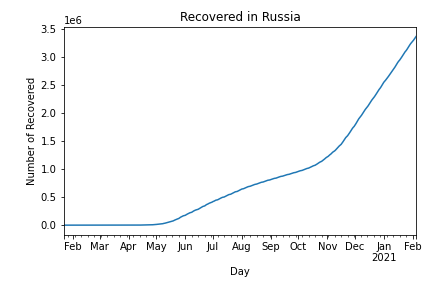 Recovered in Russia
1e6
3.5
3.0
2.5
2.0
1.5
1.0
0.5
0.0
Number of Recovered
Feb Mar Apr May Jun Jul Aug Sep Oct Nov Dec Jan Feb
2021
Day